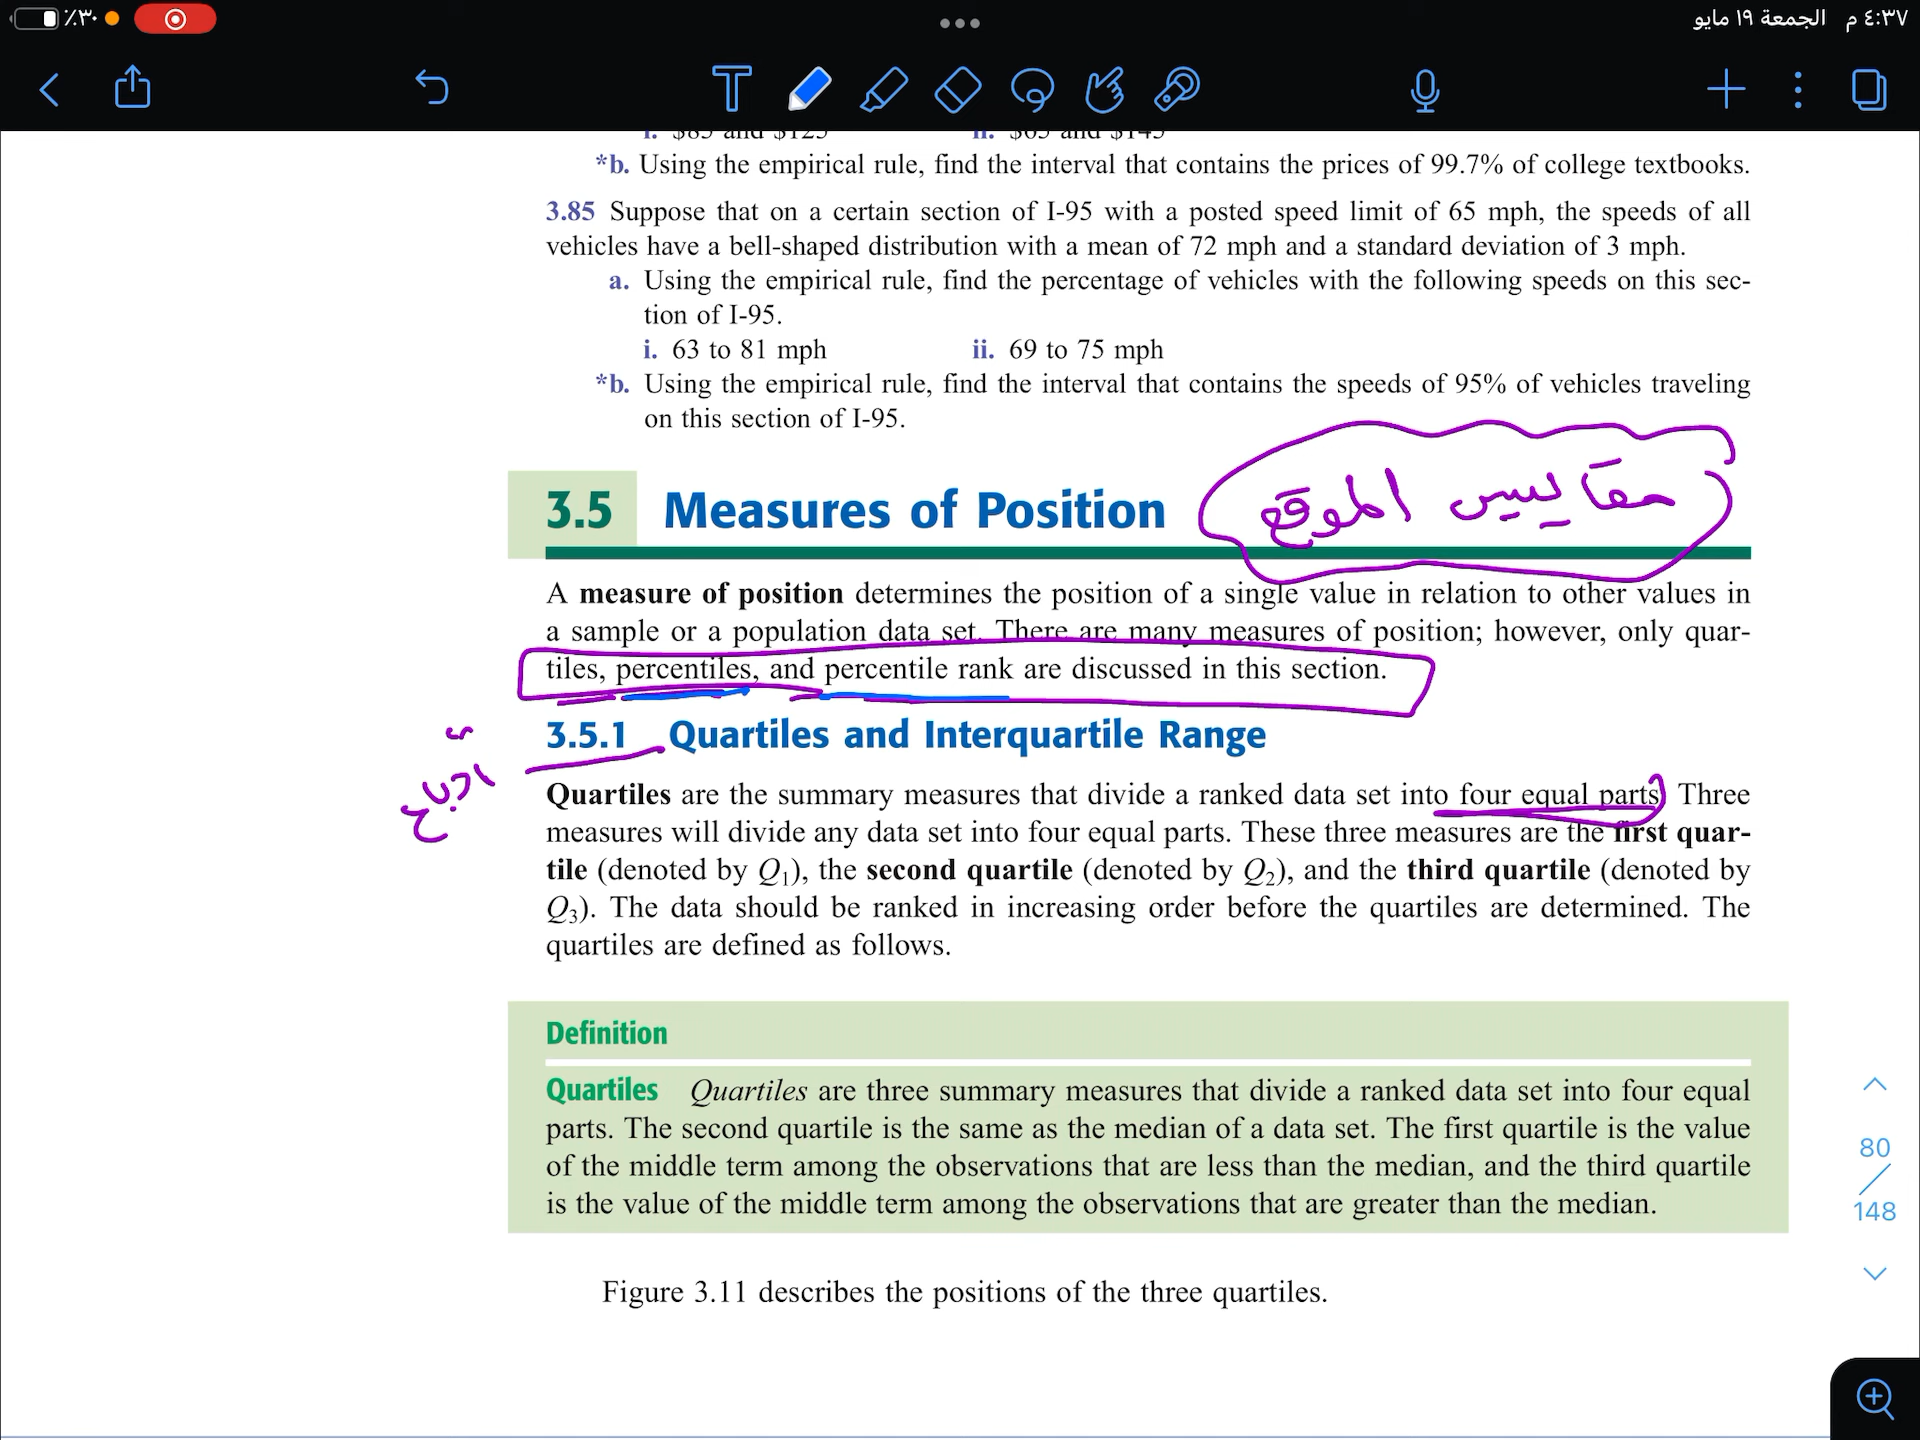 ٪٣٠
٤:٣٧ م الجمعة ١٩ مايو
i. $85 and $125 ii. $65 and $145
*b. Using the empirical rule, find the interval that contains the prices of 99.7% of college textbooks.
3.85 Suppose that on a certain section of I-95 with a posted speed limit of 65 mph, the speeds of all
vehicles have a bell-shaped distribution with a mean of 72 mph and a standard deviation of 3 mph.
a. Using the empirical rule, find the percentage of vehicles with the following speeds on this sec-
tion of I-95.
i. 63 to 81 mph ii. 69 to 75 mph
*b. Using the empirical rule, find the interval that contains the speeds of 95% of vehicles traveling
on this section of I-95.
3.5 Measures of Position
مقاييس الموقع
A measure of position determines the position of a single value in relation to other values in
a sample or a population data set. There are many measures of position; however, only quar-
tiles, percentiles, and percentile rank are discussed in this section.
3.5.1 Quartiles and Interquartile Range
ارباع
Quartiles are the summary measures that divide a ranked data set into four equal parts. Three
measures will divide any data set into four equal parts. These three measures are the first quar-
tile (denoted by Q1), the second quartile (denoted by Q2), and the third quartile (denoted by
Q3). The data should be ranked in increasing order before the quartiles are determined. The
quartiles are defined as follows.
Definition
Quartiles Quartiles are three summary measures that divide a ranked data set into four equal
parts. The second quartile is the same as the median of a data set. The first quartile is the value
of the middle term among the observations that are less than the median, and the third quartile
is the value of the middle term among the observations that are greater than the median.
Figure 3.11 describes the positions of the three quartiles.
80
148